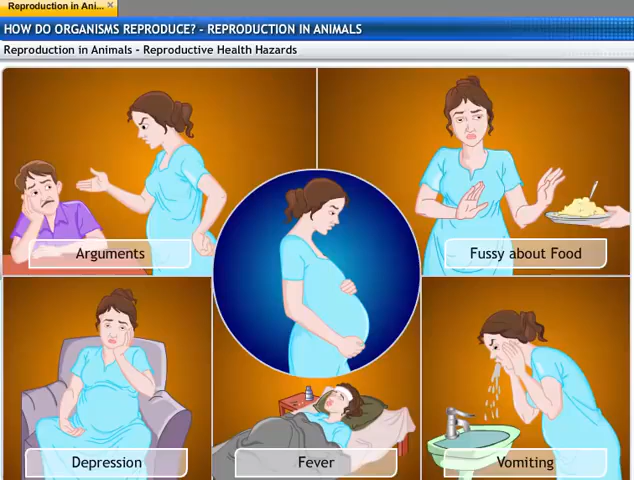 Reproduction in Ani...
HOW DO ORGANISMS REPRODUCE? - REPRODUCTION IN ANIMALS
Reproduction in Animals - Reproductive Health Hazards
Arguments
Fussy about Food
Depression
Fever
Vomiting